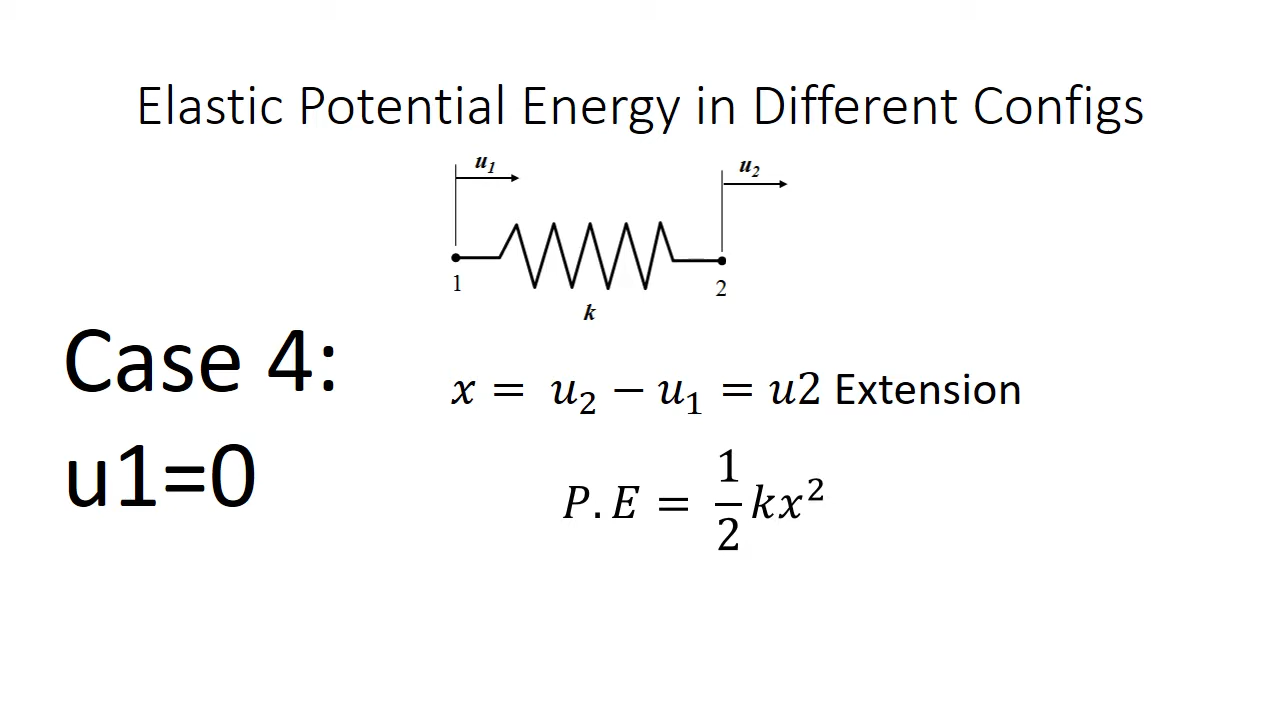 Elastic Potential Energy in Different Configs
u₁
u₂
1
2
k
Case 4:
u1=0
x = u₂ − u₁ = u2 Extension
P.E = 1/2 kx²